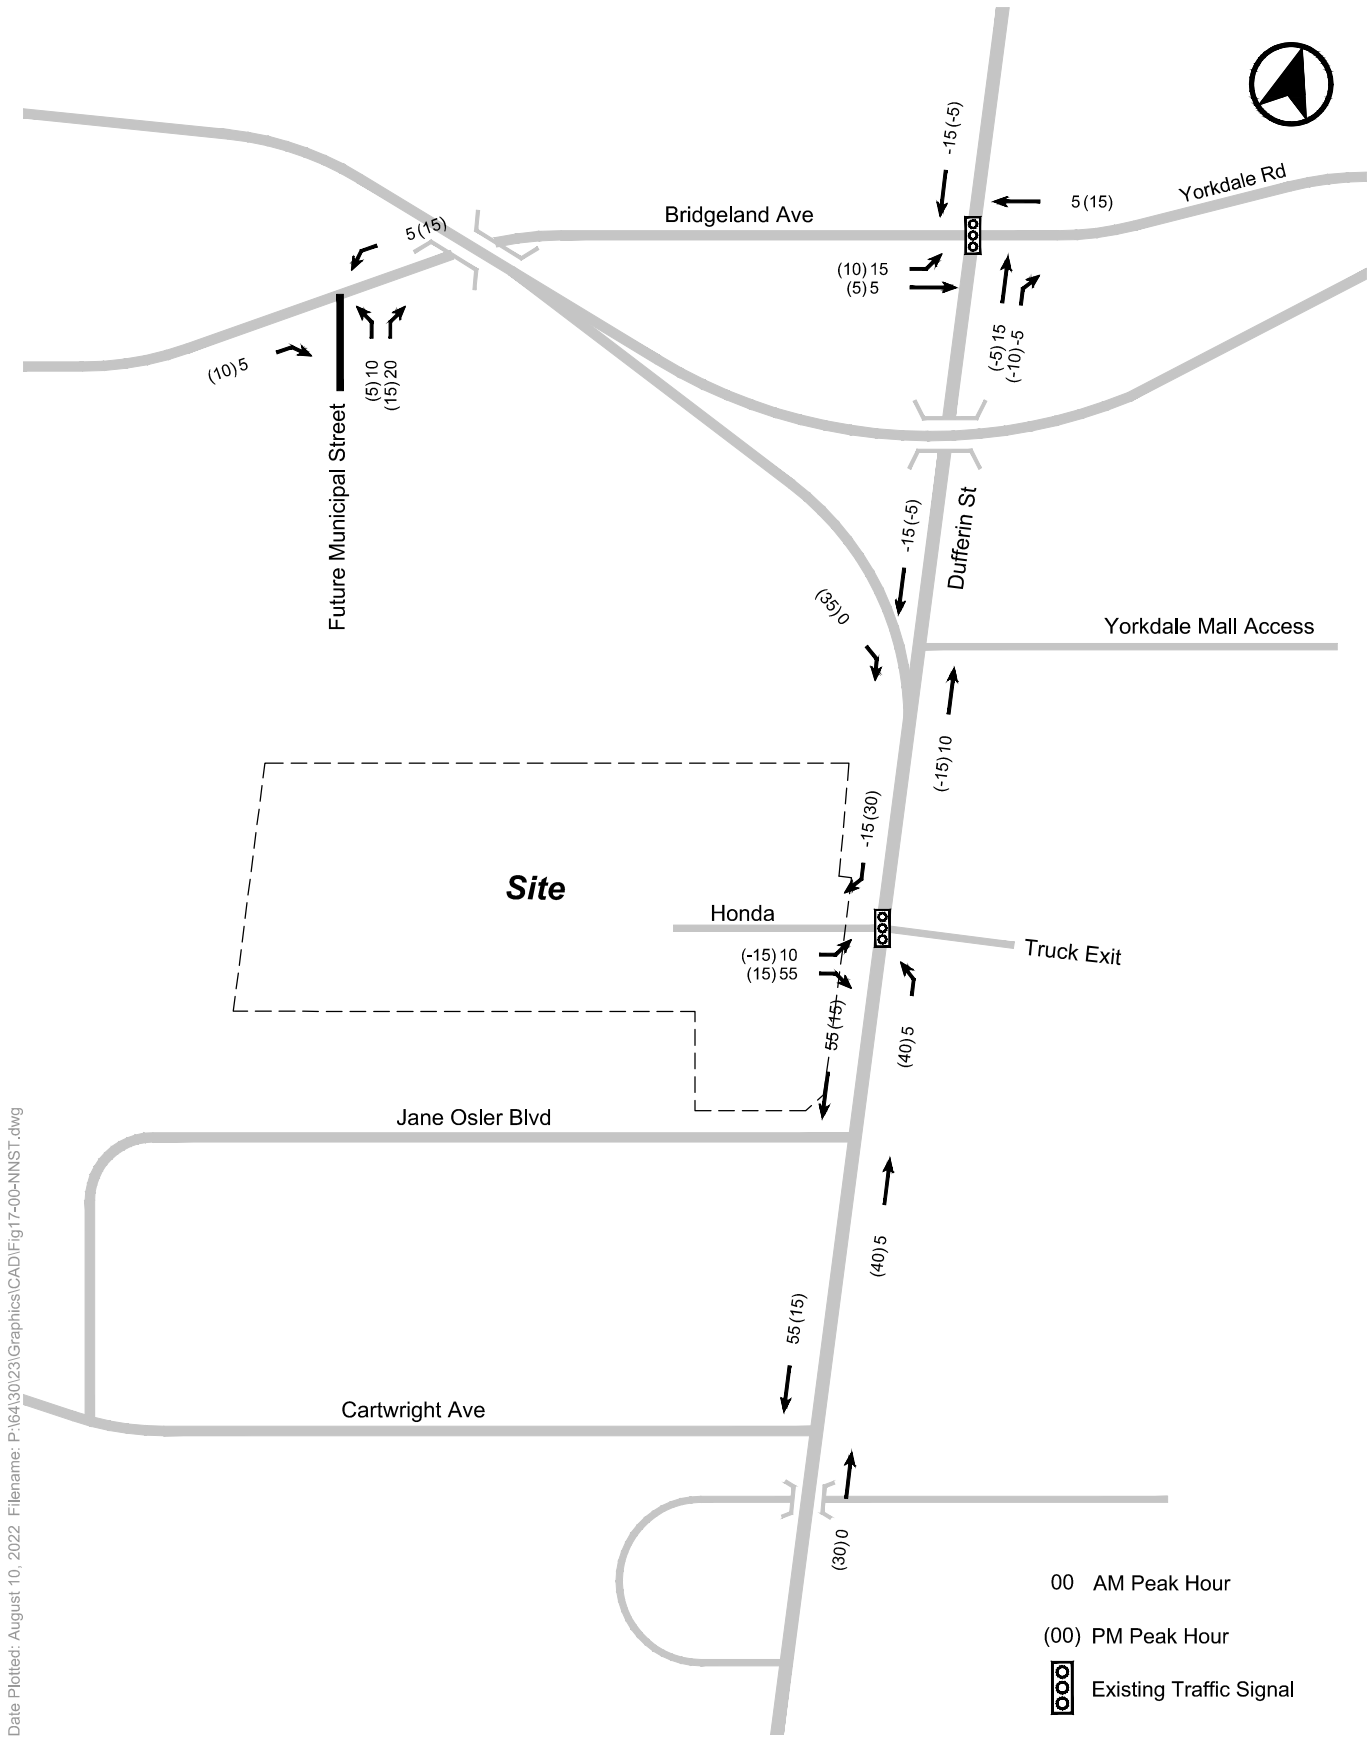 -15(-5)
Yorkdale Rd
5(15)
Bridgeland Ave
5(15)
(10)15
(5)5
(-5)15
(-10)-5
(10)5
(5)10
(15)20
Future Municipal Street
-15(-5)
Dufferin St
(35)0
Yorkdale Mall Access
(-15)10
-15(30)
Site
Honda
Truck Exit
(-15)10
(15)55
55(15)
(40)5
Jane Osler Blvd
(40)5
55(15)
Cartwright Ave
(30)0
00 AM Peak Hour
(00) PM Peak Hour
Existing Traffic Signal
Date Plotted: August 10, 2022 Filename: P:\64\30\23\Graphics\CAD\Fig17-00-NNST.dwg